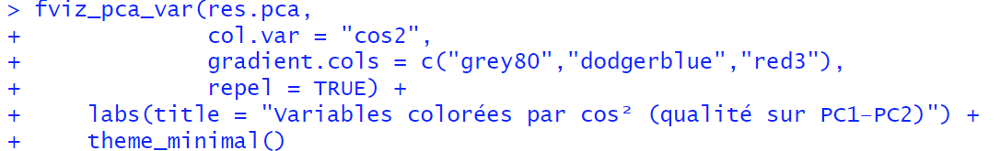 > fviz_pca_var(res.pca,
+              col.var = "cos2",
+              gradient.cols = c("grey80","dodgerblue","red3"),
+              repel = TRUE) +
+     labs(title = "Variables colorées par cos² (qualité sur PC1–PC2)") +
+     theme_minimal()